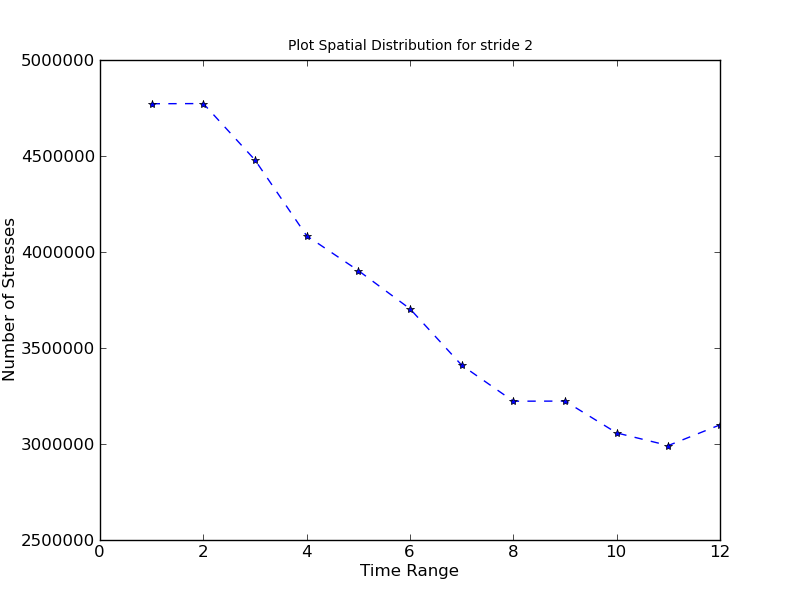 Plot Spatial Distribution for stride 2
5000000
4500000
4000000
3500000
3000000
2500000
Number of Stresses
0 2 4 6 8 10 12
Time Range